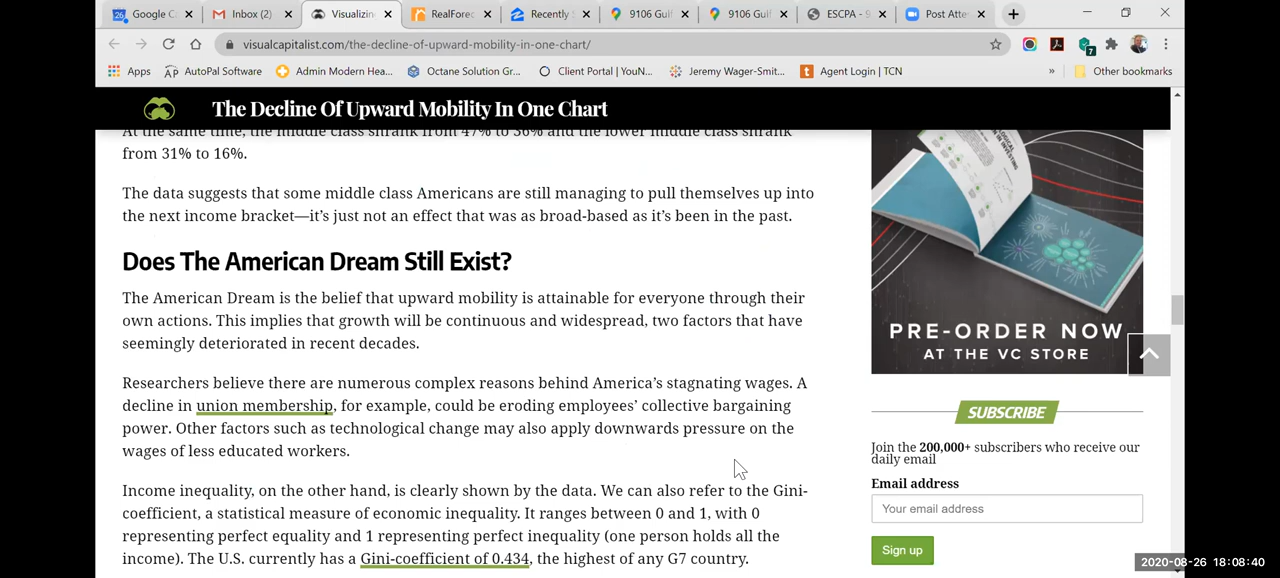 Google C
Inbox (2)
Visualizin
RealForec
Recently
9106 Gulf
9106 Gulf
ESCPA - 9
Post Atte
visualcapitalist.com/the-decline-of-upward-mobility-in-one-chart/
7
Apps
AutoPal Software
Admin Modern Hea...
Octane Solution Gr...
Client Portal | YouN...
Jeremy Wager-Smit...
Agent Login | TCN
»
Other bookmarks
The Decline Of Upward Mobility In One Chart
At the same time, the middle class shrank from 47% to 36% and the lower middle class shrank
from 31% to 16%.
The data suggests that some middle class Americans are still managing to pull themselves up into
the next income bracket—it's just not an effect that was as broad-based as it's been in the past.
Does The American Dream Still Exist?
The American Dream is the belief that upward mobility is attainable for everyone through their
own actions. This implies that growth will be continuous and widespread, two factors that have
seemingly deteriorated in recent decades.
Researchers believe there are numerous complex reasons behind America's stagnating wages. A
decline in union membership, for example, could be eroding employees' collective bargaining
power. Other factors such as technological change may also apply downwards pressure on the
wages of less educated workers.
Income inequality, on the other hand, is clearly shown by the data. We can also refer to the Gini-
coefficient, a statistical measure of economic inequality. It ranges between 0 and 1, with 0
representing perfect equality and 1 representing perfect inequality (one person holds all the
income). The U.S. currently has a Gini-coefficient of 0.434, the highest of any G7 country.
PRE-ORDER NOW
AT THE VC STORE
SUBSCRIBE
Join the 200,000+ subscribers who receive our
daily email
Email address
Your email address
Sign up
2020-08-26 18:08:40